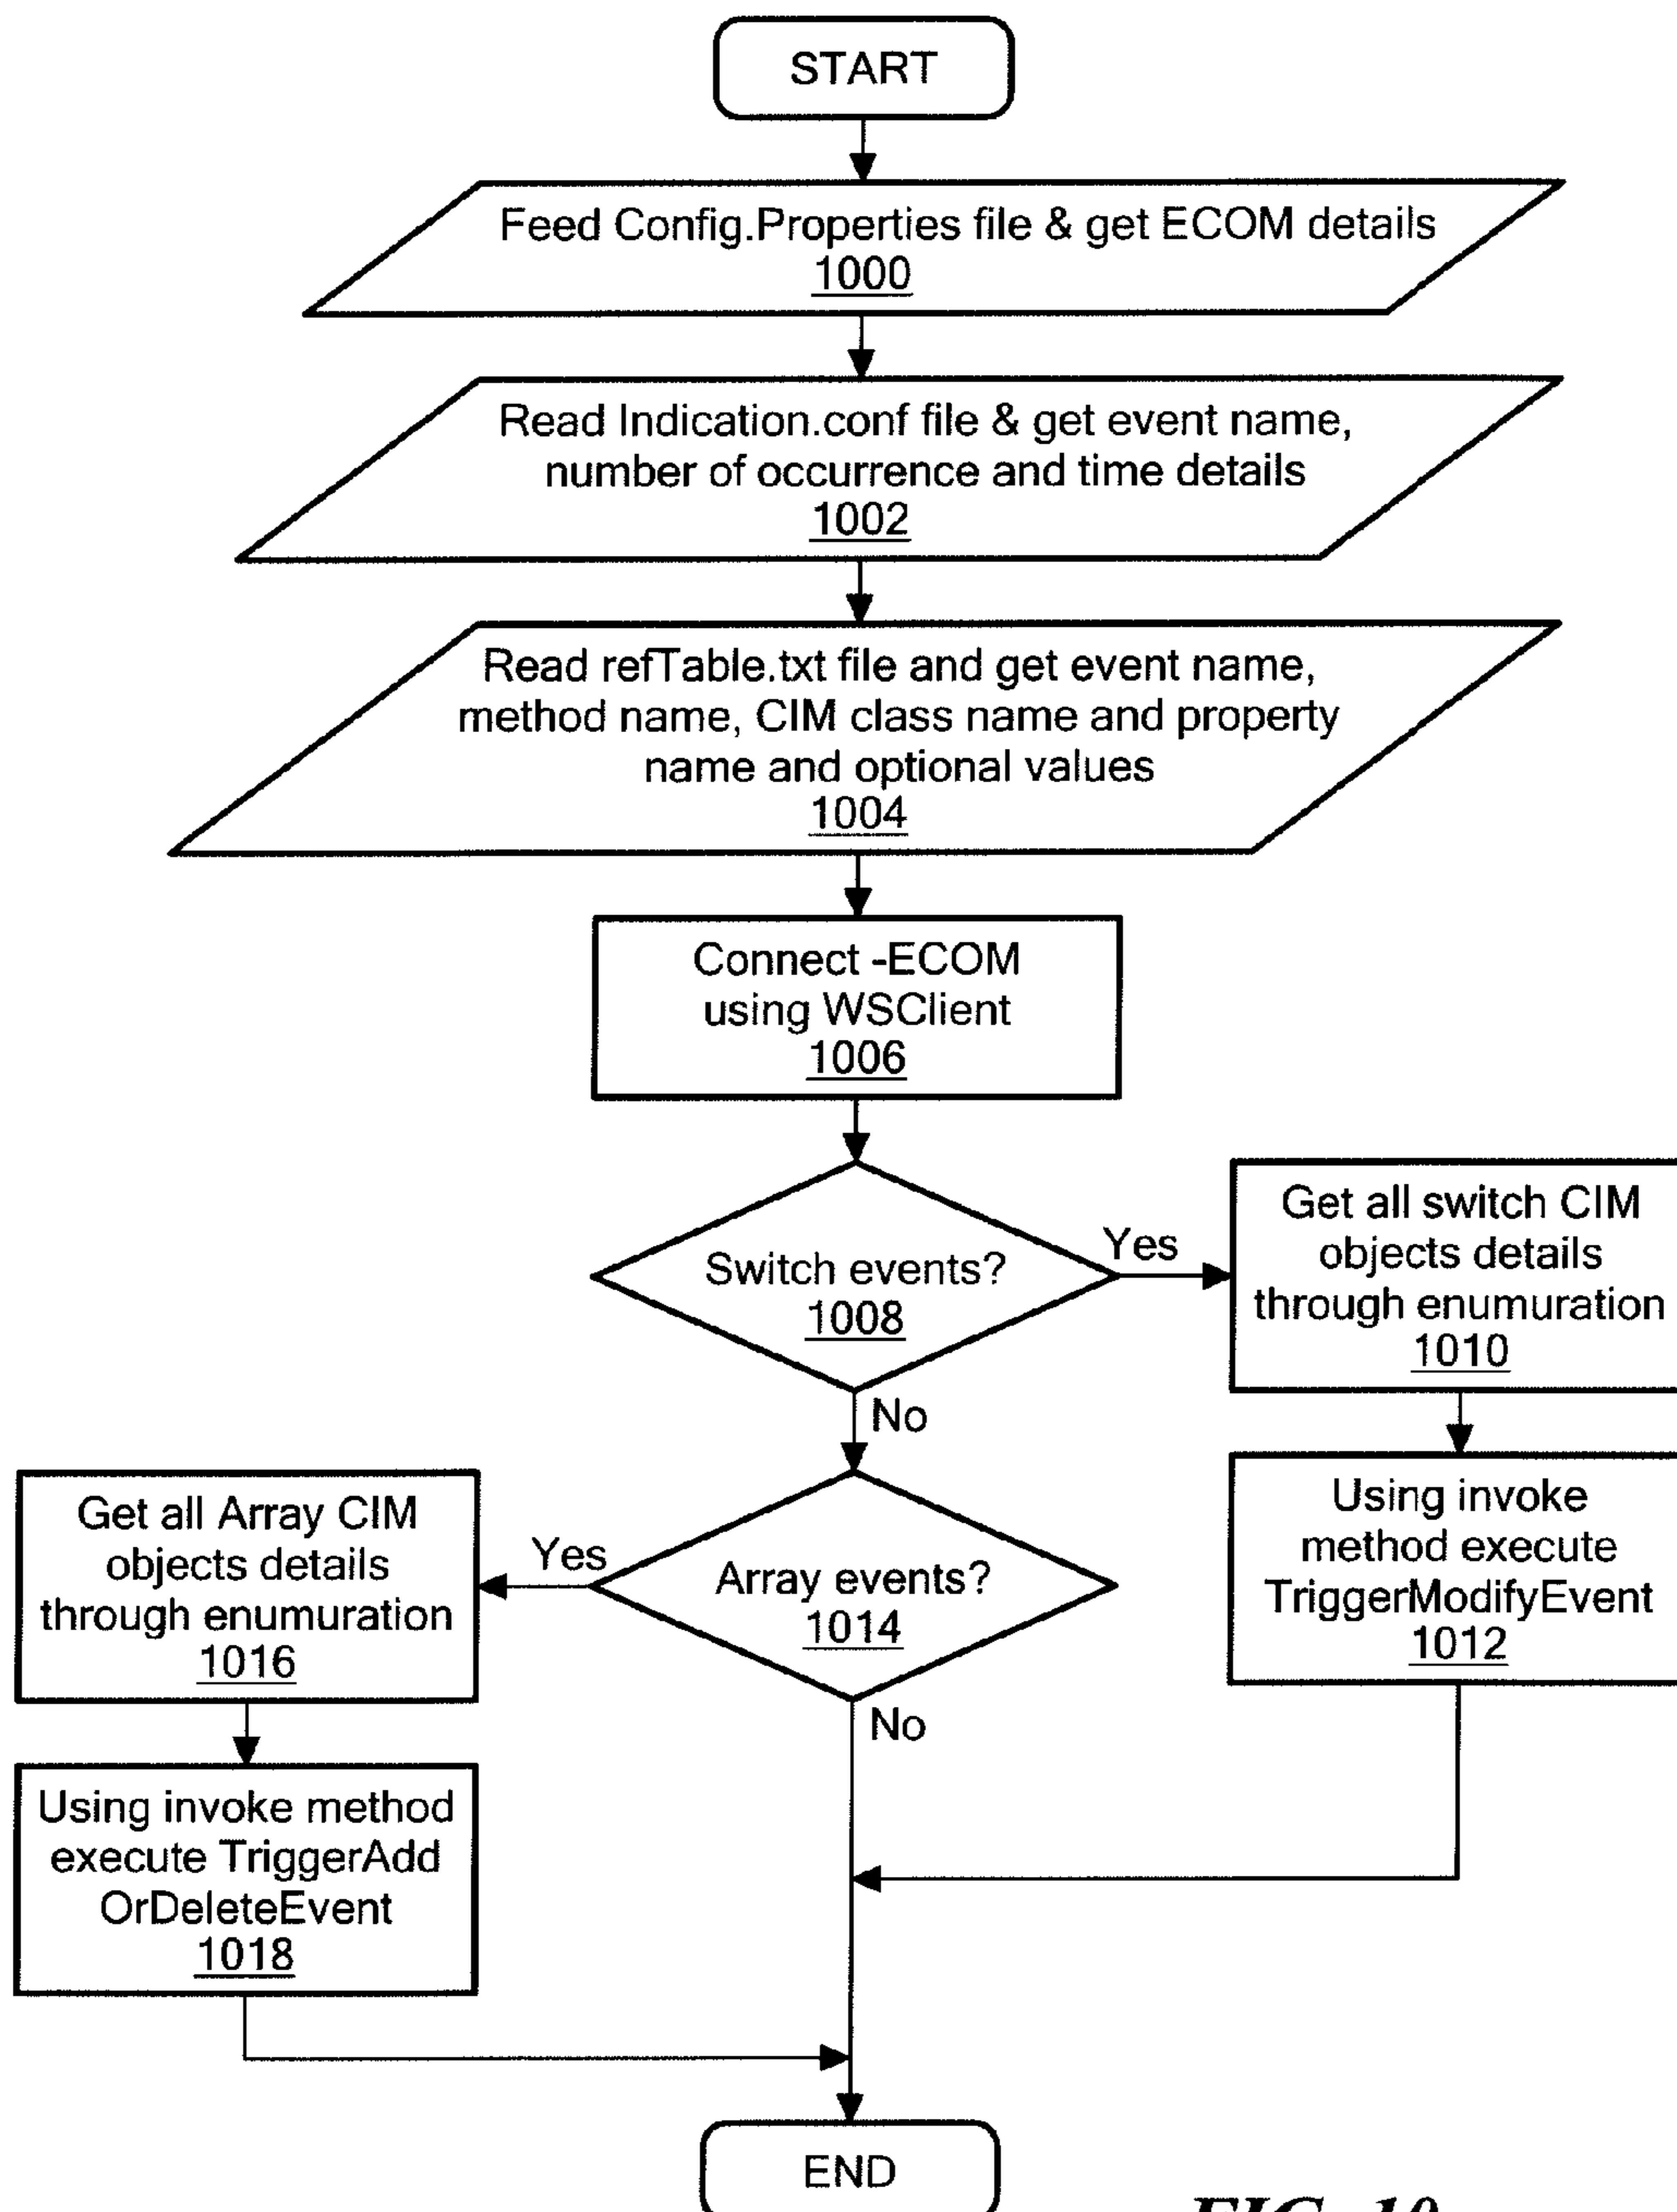 START
Feed Config.Properties file & get ECOM details
1000
Read Indication.conf file & get event name,
number of occurrence and time details
1002
Read refTable.txt file and get event name,
method name, CIM class name and property
name and optional values
1004
Connect -ECOM
using WSClient
1006
Switch events?
1008
Yes
Get all switch CIM
objects details
through enumuration
1010
No
Using invoke
method execute
TriggerModifyEvent
1012
Array events?
1014
Yes
Get all Array CIM
objects details
through enumuration
1016
No
Using invoke method
execute TriggerAdd
OrDeleteEvent
1018
END
FIG. 10